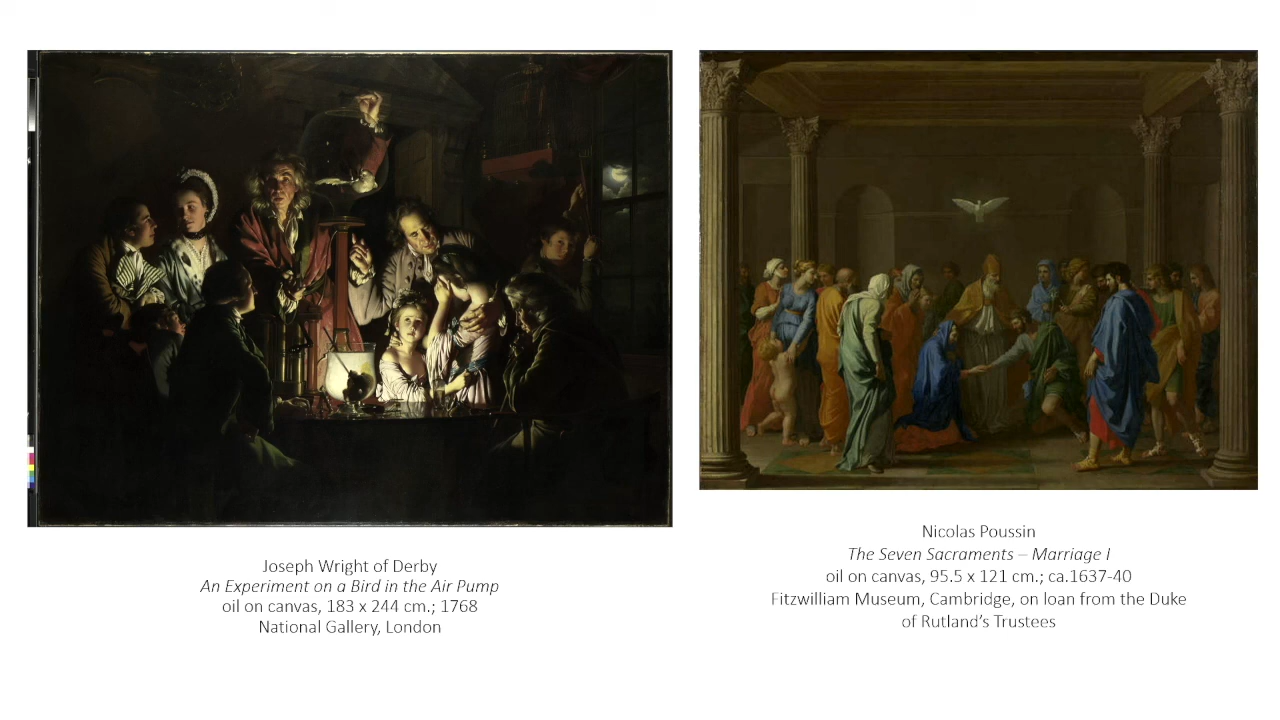 Joseph Wright of Derby
An Experiment on a Bird in the Air Pump
oil on canvas, 183 x 244 cm.; 1768
National Gallery, London
Nicolas Poussin
The Seven Sacraments – Marriage I
oil on canvas, 95.5 x 121 cm.; ca.1637-40
Fitzwilliam Museum, Cambridge, on loan from the Duke
of Rutland's Trustees